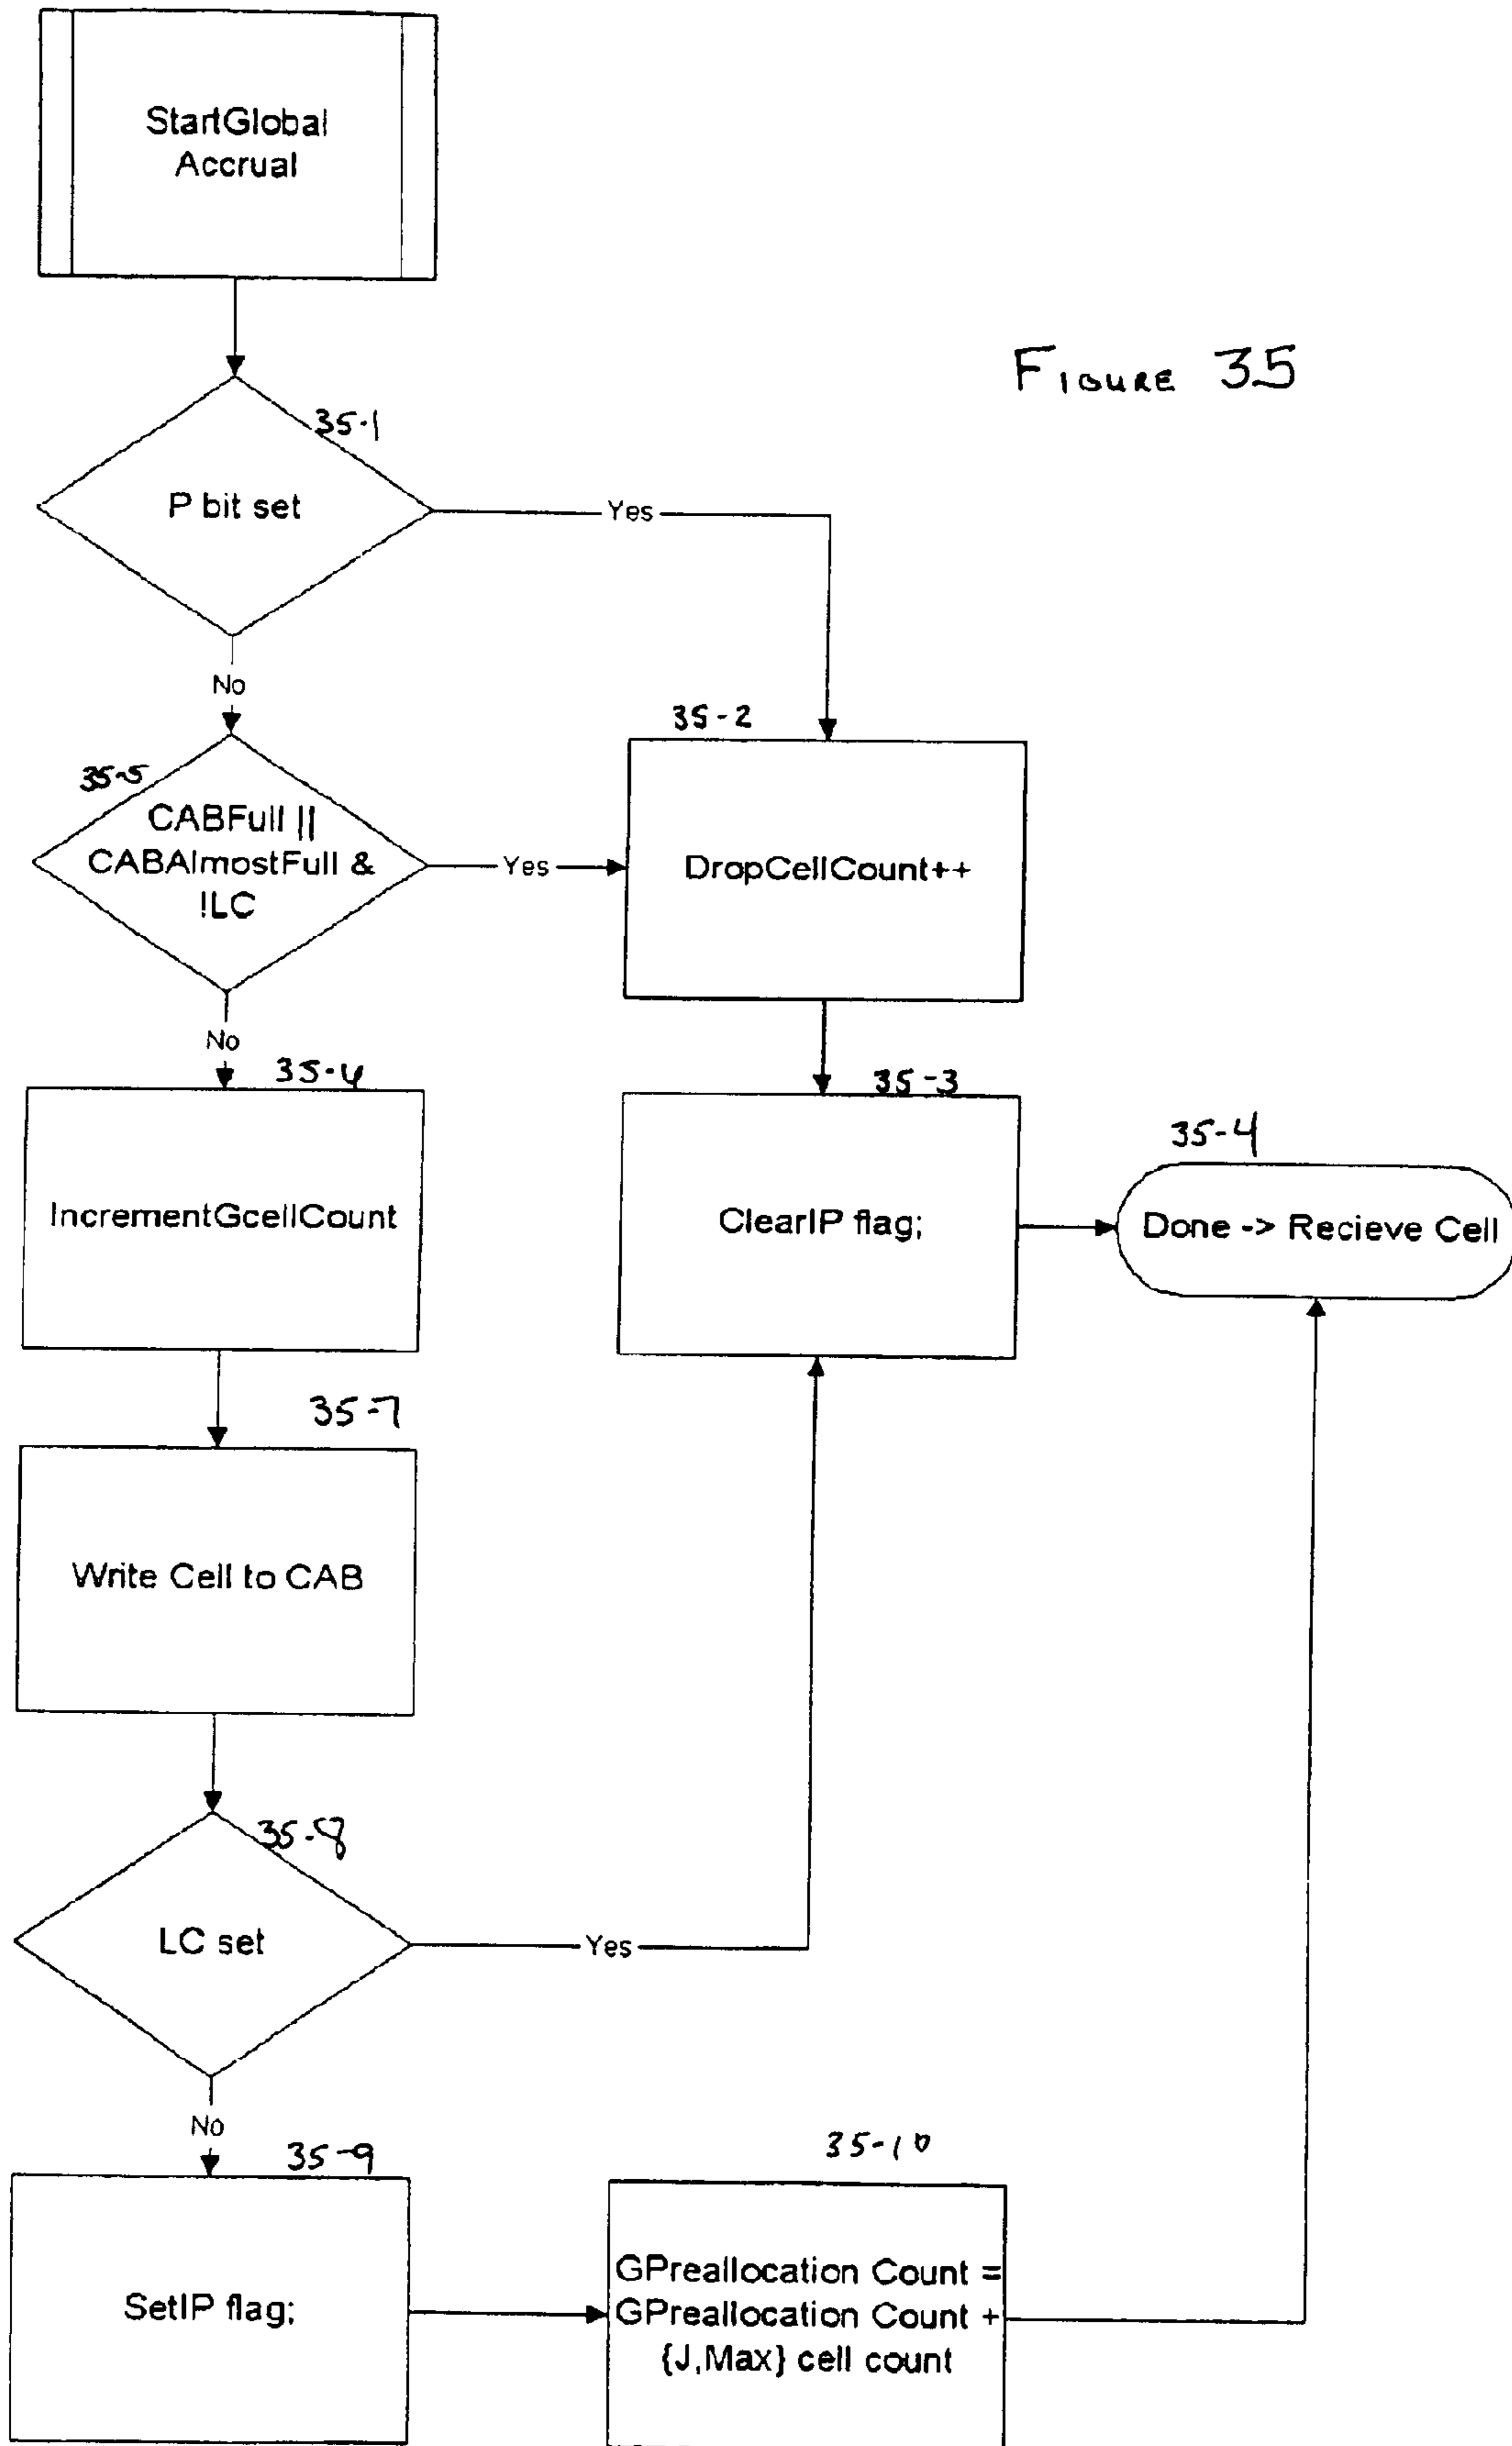 StartGlobal
Accrual
FIGURE 35
35-1
P bit set
Yes
No
35-2
35-5
CABFull ||
CABAlmostFull &
!LC
Yes
DropCellCount++
No
35-4
35-3
IncrementGcellCount
ClearIP flag;
35-4
Done -> Recieve Cell
35-7
Write Cell to CAB
35-8
LC set
Yes
No
35-9
35-10
SetIP flag;
GPreallocation Count =
GPreallocation Count +
{J,Max} cell count